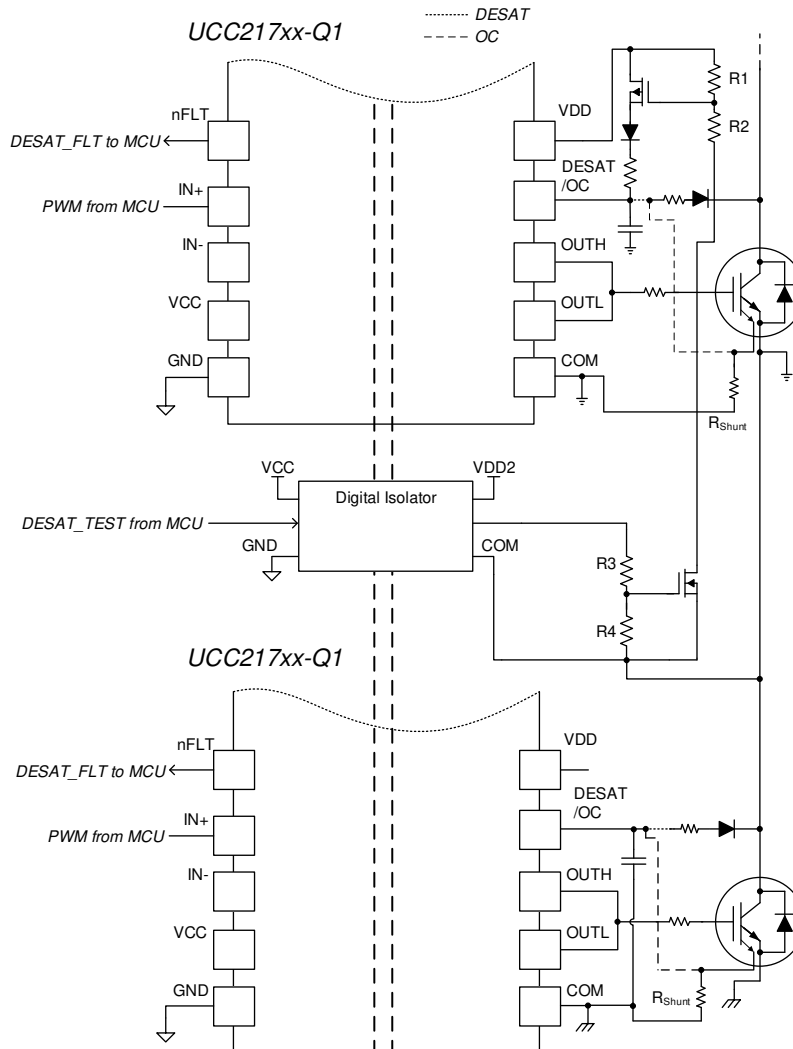 UCC217xx-Q1
DESAT
OC
nFLT
DESAT_FLT to MCU
IN+
PWM from MCU
IN-
VCC
GND
VDD
DESAT
/OC
OUTH
OUTL
COM
R1
R2
RShunt
VCC
Digital Isolator
VDD2
DESAT_TEST from MCU
GND
COM
R3
R4
UCC217xx-Q1
nFLT
DESAT_FLT to MCU
IN+
PWM from MCU
IN-
VCC
GND
VDD
DESAT
/OC
OUTH
OUTL
COM
RShunt